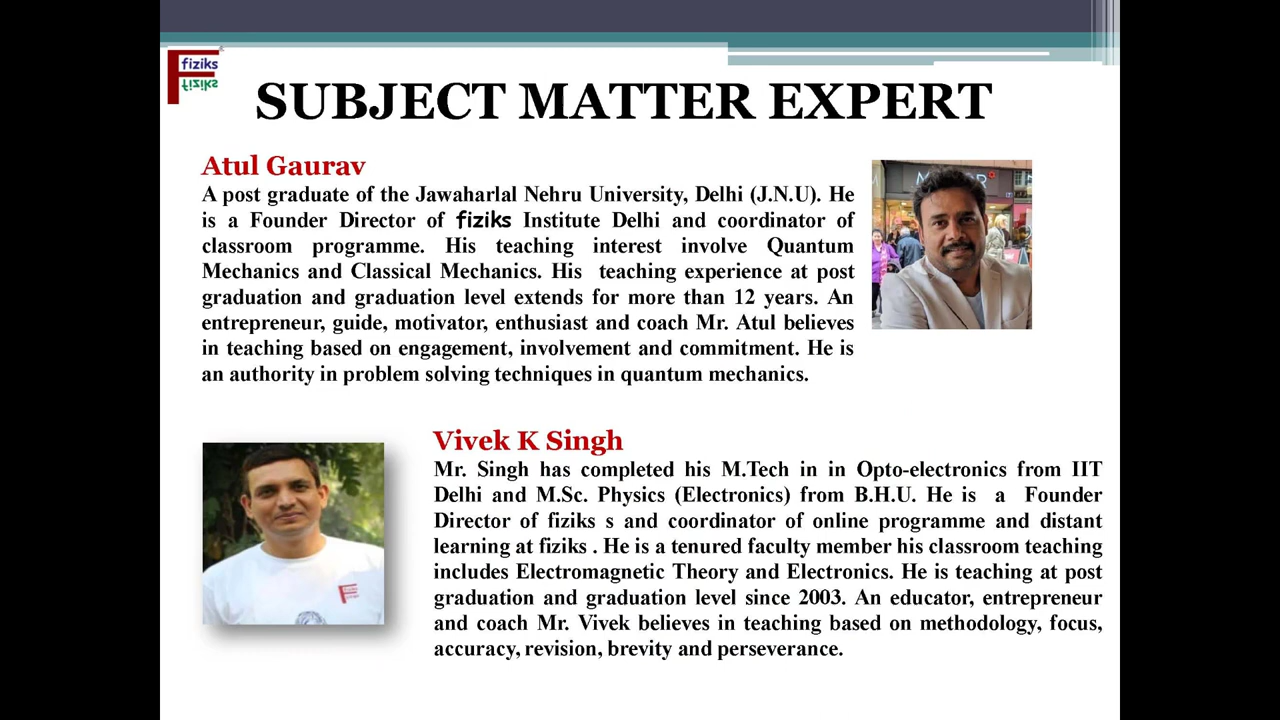 fiziks
fiziks
SUBJECT MATTER EXPERT
Atul Gaurav
A post graduate of the Jawaharlal Nehru University, Delhi (J.N.U). He
is a Founder Director of fiziks Institute Delhi and coordinator of
classroom programme. His teaching interest involve Quantum
Mechanics and Classical Mechanics. His teaching experience at post
graduation and graduation level extends for more than 12 years. An
entrepreneur, guide, motivator, enthusiast and coach Mr. Atul believes
in teaching based on engagement, involvement and commitment. He is
an authority in problem solving techniques in quantum mechanics.
Vivek K Singh
Mr. Singh has completed his M.Tech in in Opto-electronics from IIT
Delhi and M.Sc. Physics (Electronics) from B.H.U. He is a Founder
Director of fiziks s and coordinator of online programme and distant
learning at fiziks . He is a tenured faculty member his classroom teaching
includes Electromagnetic Theory and Electronics. He is teaching at post
graduation and graduation level since 2003. An educator, entrepreneur
and coach Mr. Vivek believes in teaching based on methodology, focus,
accuracy, revision, brevity and perseverance.